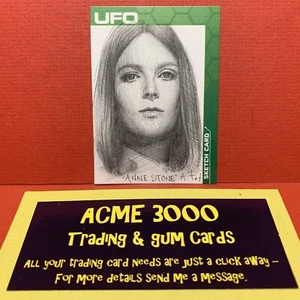 UFO
SKETCH CARD
ANNE STONE A.T.
ACME 3000
Trading & Gum Cards
All your trading card needs are just a click away –
For more details send me a message.